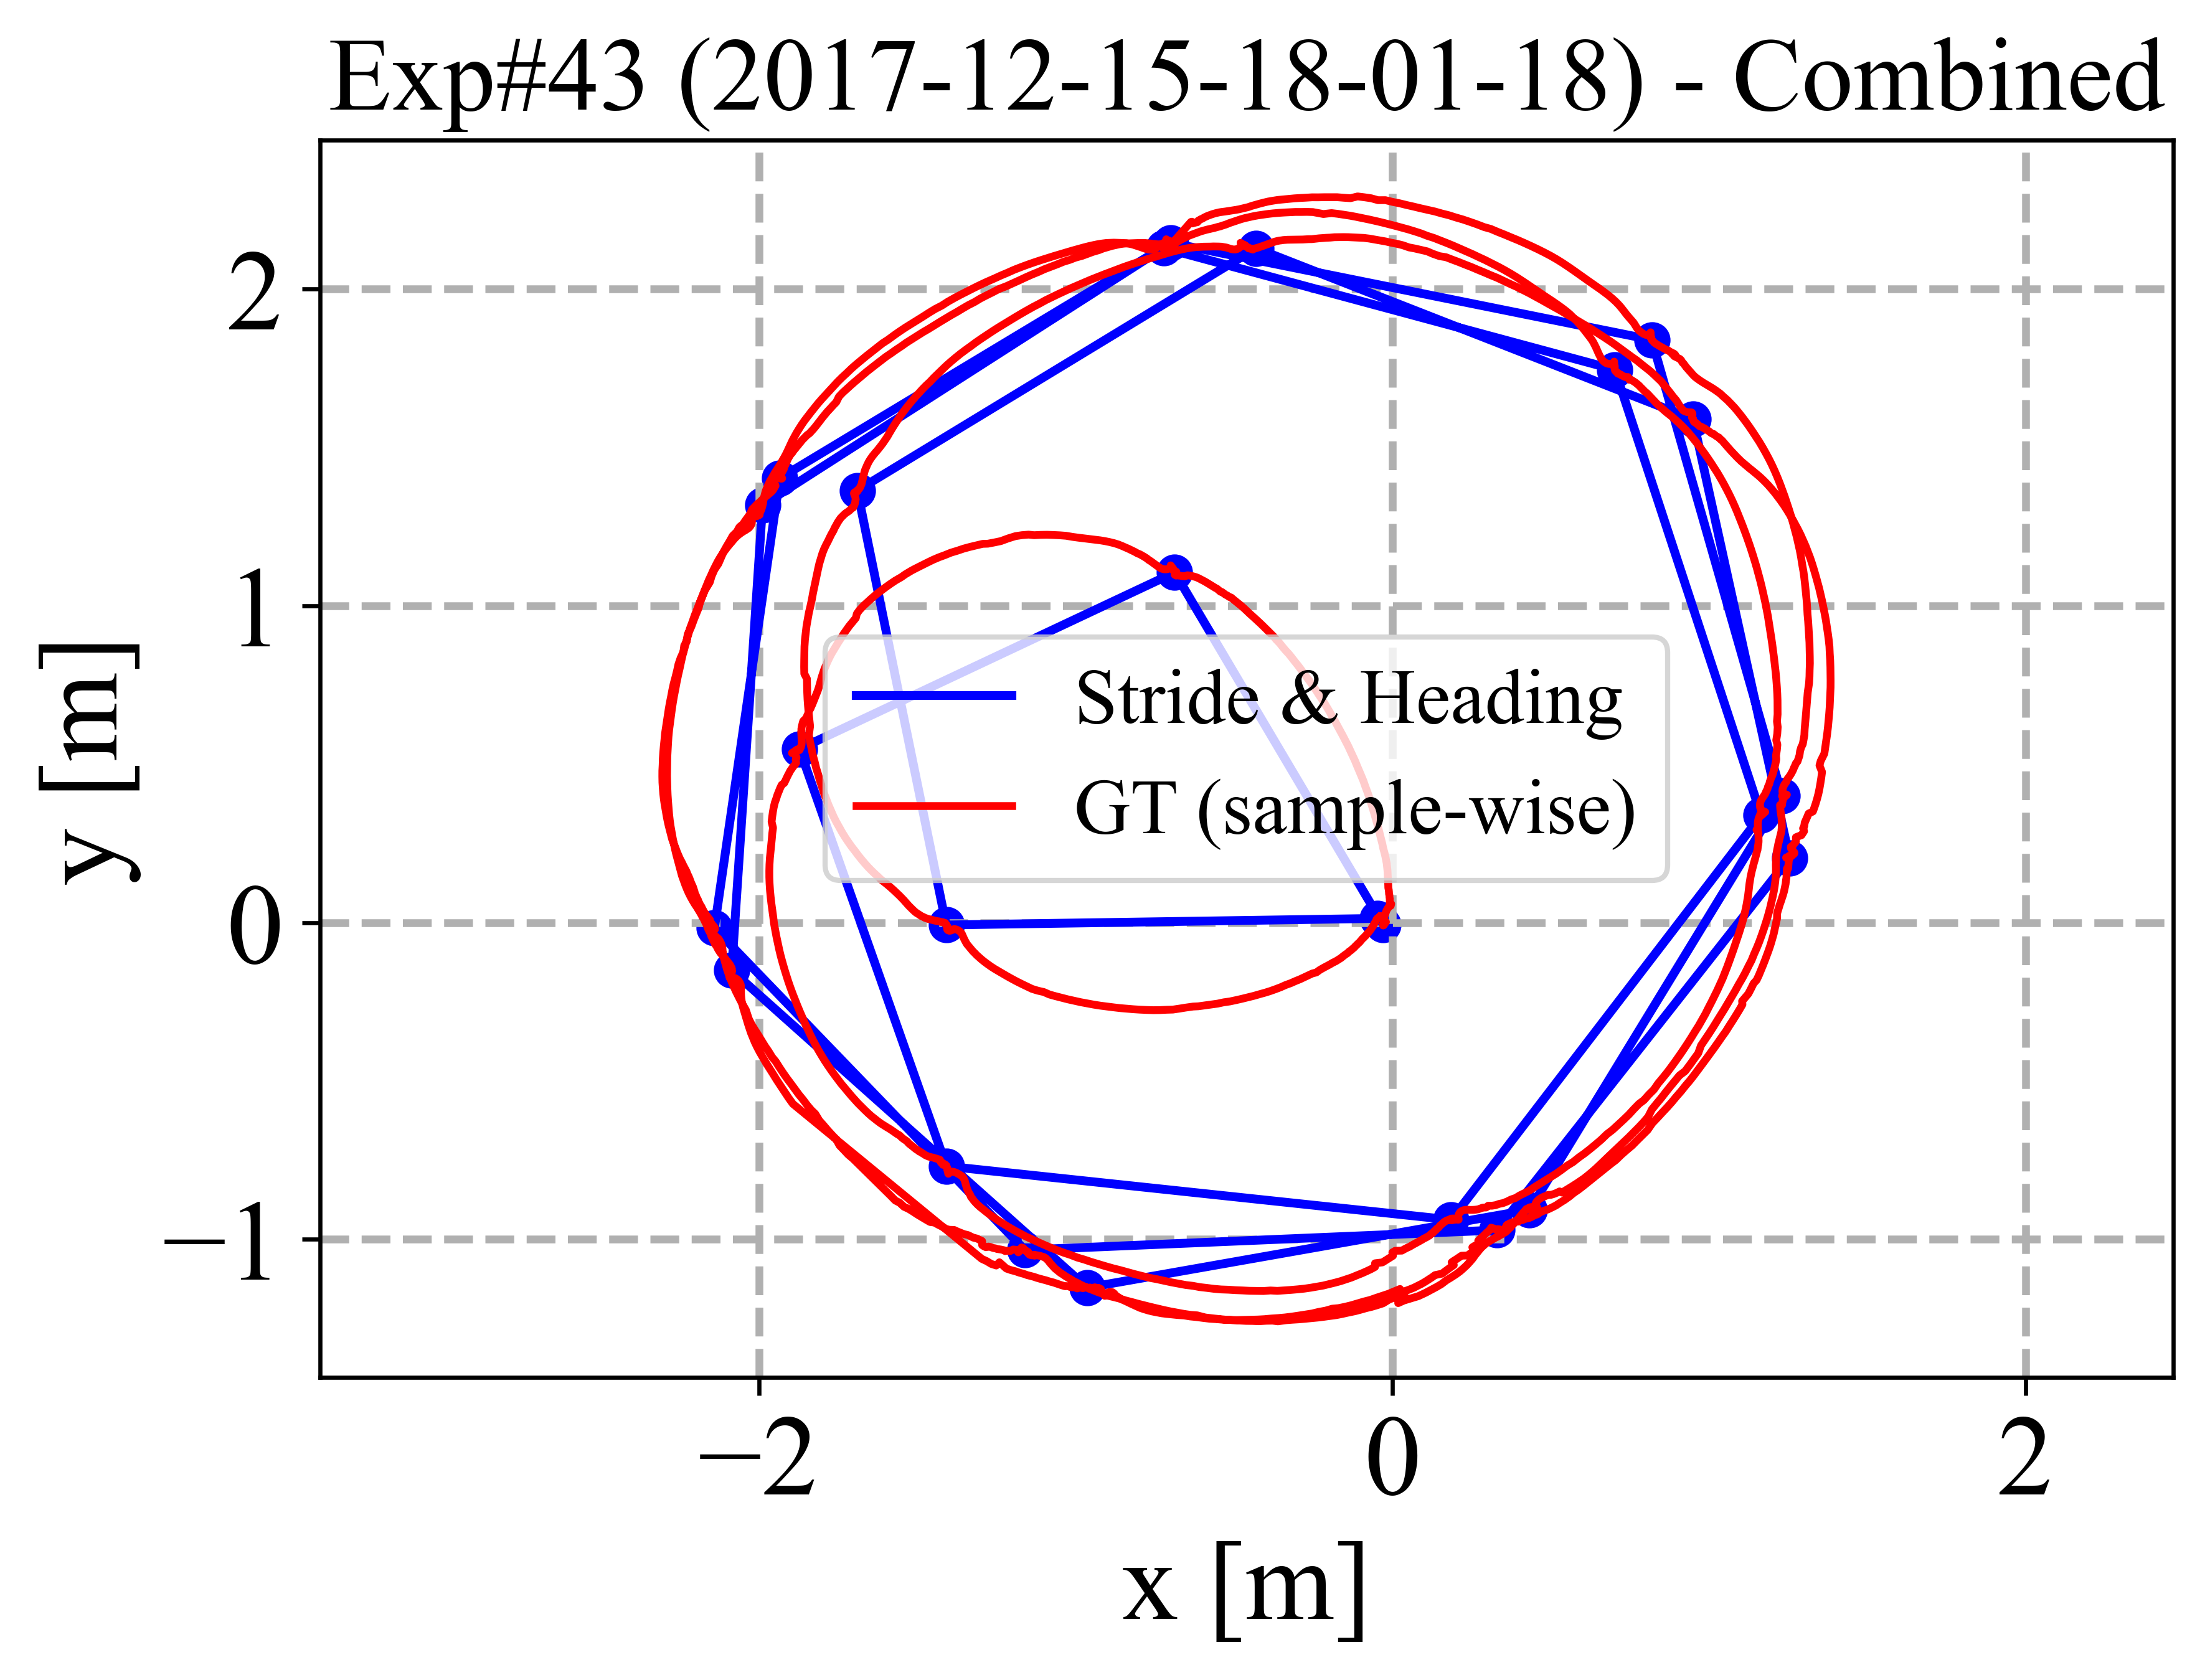 Exp#43 (2017-12-15-18-01-18) - Combined
2
1
0
−1
y [m]
Stride & Heading
GT (sample-wise)
−2
0
2
x [m]